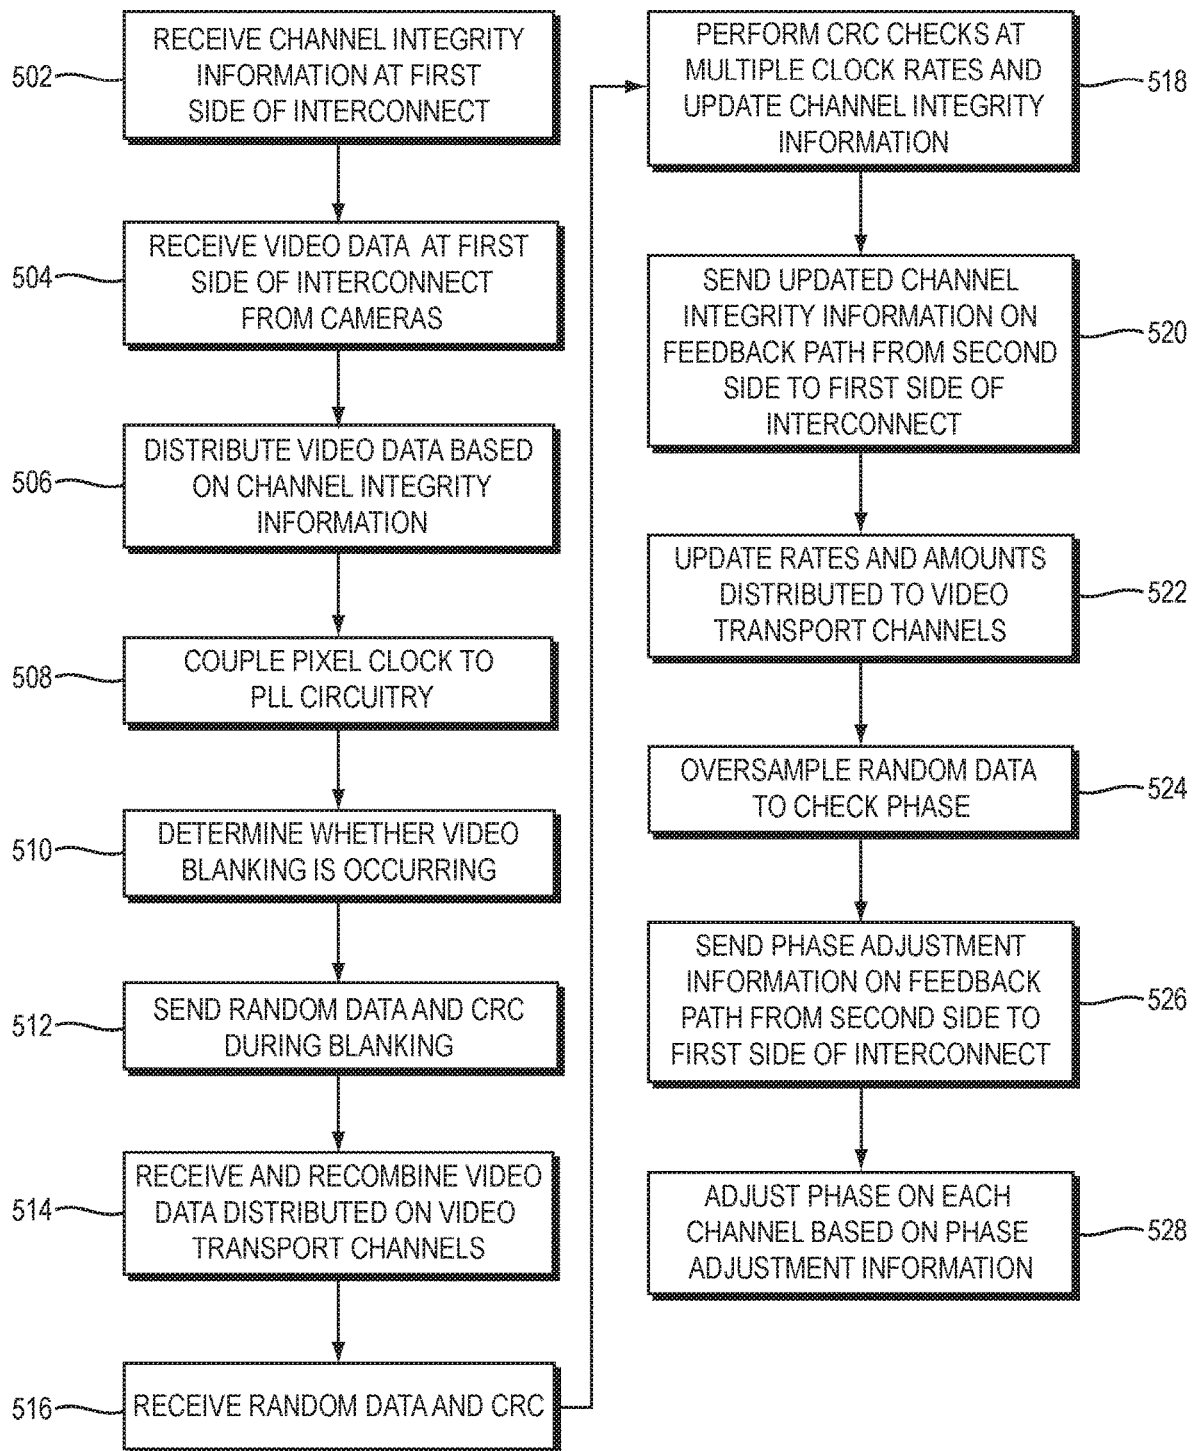 502
RECEIVE CHANNEL INTEGRITY
INFORMATION AT FIRST
SIDE OF INTERCONNECT
504
RECEIVE VIDEO DATA AT FIRST
SIDE OF INTERCONNECT
FROM CAMERAS
506
DISTRIBUTE VIDEO DATA BASED
ON CHANNEL INTEGRITY
INFORMATION
508
COUPLE PIXEL CLOCK TO
PLL CIRCUITRY
510
DETERMINE WHETHER VIDEO
BLANKING IS OCCURRING
512
SEND RANDOM DATA AND CRC
DURING BLANKING
514
RECEIVE AND RECOMBINE VIDEO
DATA DISTRIBUTED ON VIDEO
TRANSPORT CHANNELS
516
RECEIVE RANDOM DATA AND CRC
PERFORM CRC CHECKS AT
MULTIPLE CLOCK RATES AND
UPDATE CHANNEL INTEGRITY
INFORMATION
518
SEND UPDATED CHANNEL
INTEGRITY INFORMATION ON
FEEDBACK PATH FROM SECOND
SIDE TO FIRST SIDE OF
INTERCONNECT
520
UPDATE RATES AND AMOUNTS
DISTRIBUTED TO VIDEO
TRANSPORT CHANNELS
522
OVERSAMPLE RANDOM DATA
TO CHECK PHASE
524
SEND PHASE ADJUSTMENT
INFORMATION ON FEEDBACK
PATH FROM SECOND SIDE TO
FIRST SIDE OF INTERCONNECT
526
ADJUST PHASE ON EACH
CHANNEL BASED ON PHASE
ADJUSTMENT INFORMATION
528